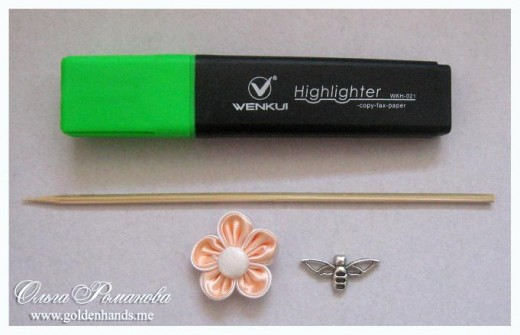 WENKUI
Highlighter
WKH-021
-copy-fax-paper
Ольга Романова
www.goldenhands.me